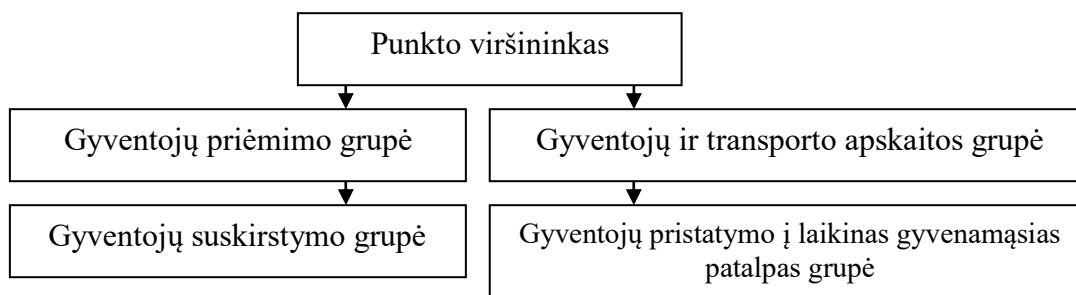 Punkto viršininkas
Gyventojų priėmimo grupė
Gyventojų ir transporto apskaitos grupė
Gyventojų suskirstymo grupė
Gyventojų pristatymo į laikinas gyvenamąsias
patalpas grupė